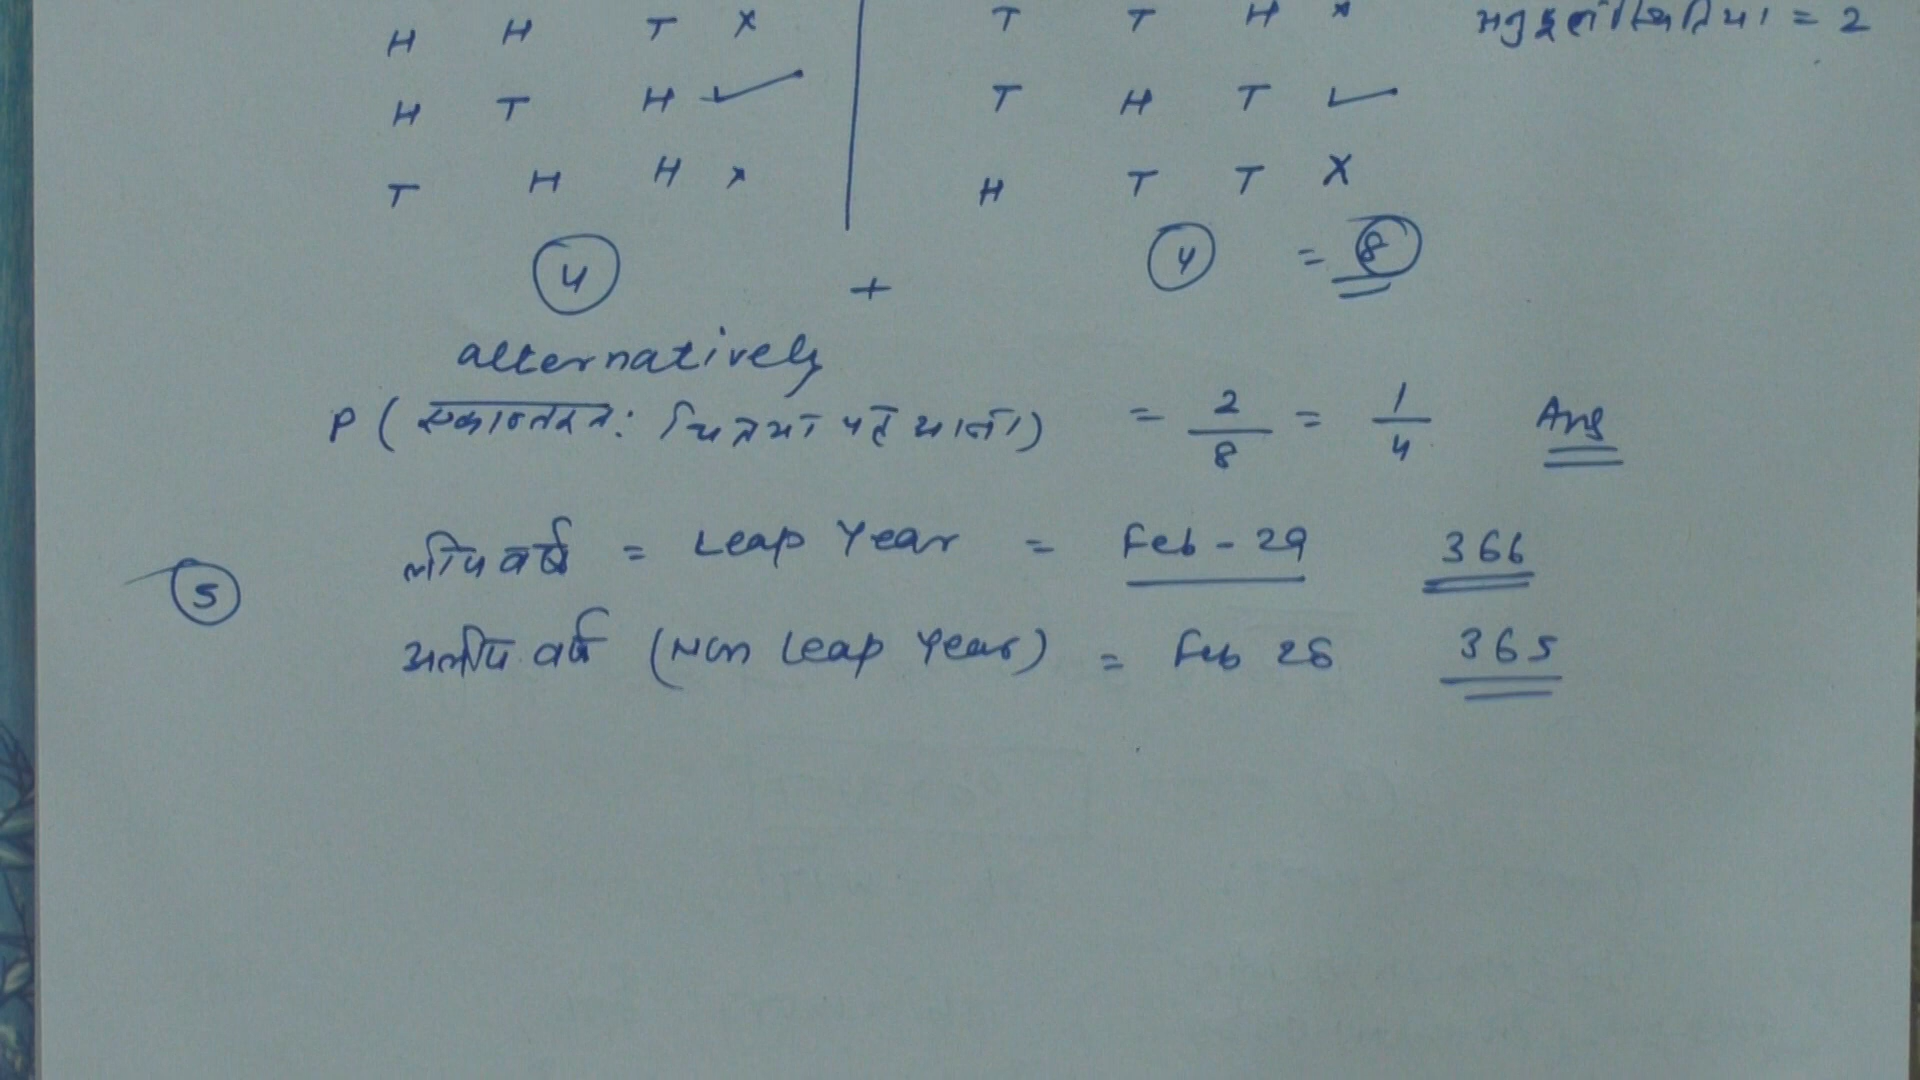 H H T × T T H × = 2
H T H ✓ T H T ✓
T H H × H T T ×
4 + 4 = 8
alternatively
P ( एकान्तरतः चित या पट आना) = 2/8 = 1/4 Ans
5 लीप वर्ष = Leap Year = Feb - 29 366
अलीप वर्ष (Non Leap Year) = Feb 28 365